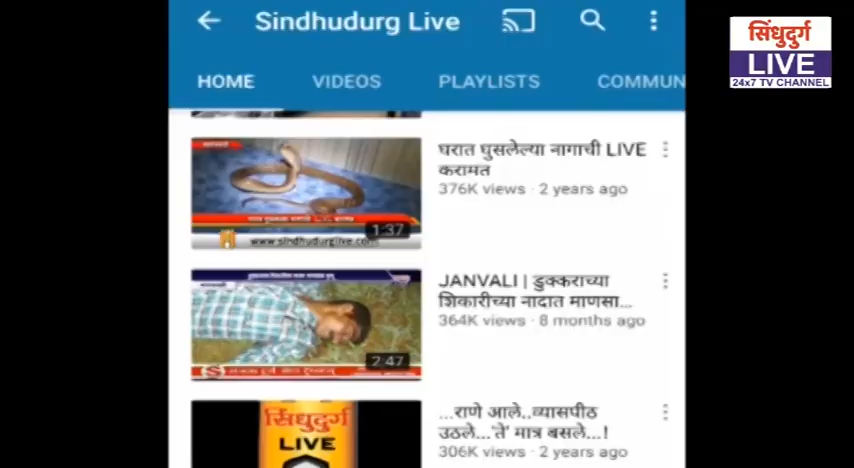 Sindhudurg Live
सिंधुदुर्ग
LIVE
24x7 TV CHANNEL
HOME
VIDEOS
PLAYLISTS
COMMUN
घरात घुसलेल्या नागाची LIVE
करामत
376K views · 2 years ago
1:37
www.sindhudurglive.com
JANVALI | डुक्कराच्या
शिकारीच्या नादात माणसा...
364K views · 8 months ago
2:47
...राणे आले..व्यासपीठ
उठले...'ते' मात्र बसले...!
306K views · 2 years ago
सिंधुदुर्ग
LIVE